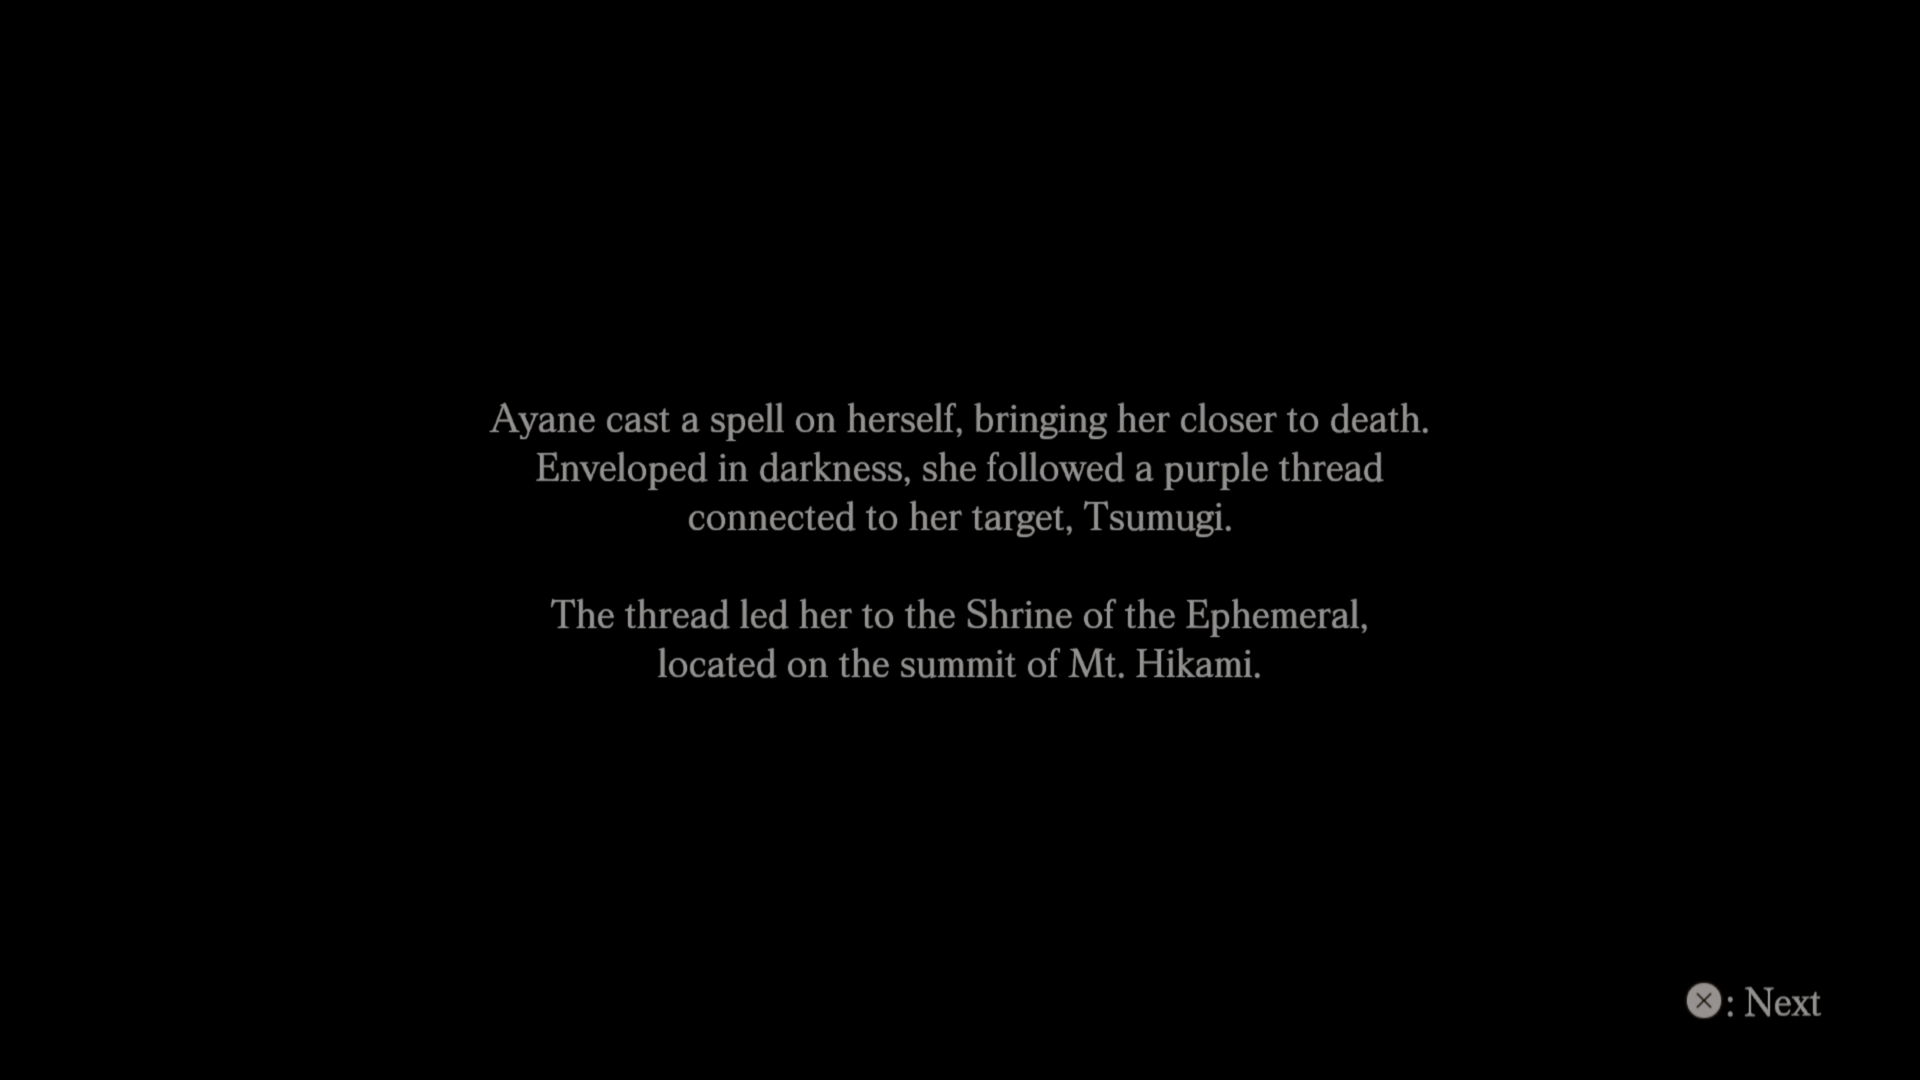 Ayane cast a spell on herself, bringing her closer to death.
Enveloped in darkness, she followed a purple thread
connected to her target, Tsumugi.
The thread led her to the Shrine of the Ephemeral,
located on the summit of Mt. Hikami.
: Next